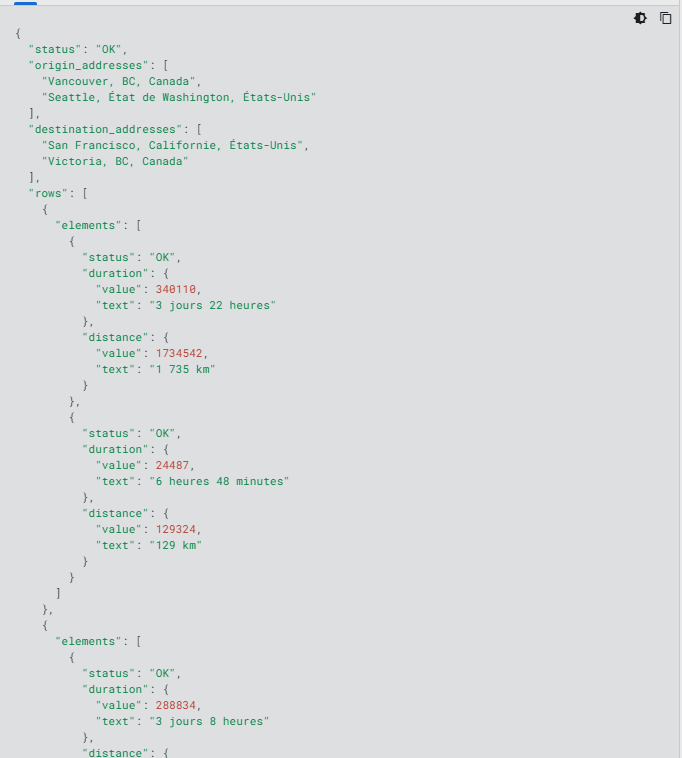 {
"status": "OK",
"origin_addresses": [
"Vancouver, BC, Canada",
"Seattle, État de Washington, États-Unis"
],
"destination_addresses": [
"San Francisco, Californie, États-Unis",
"Victoria, BC, Canada"
],
"rows": [
{
"elements": [
{
"status": "OK",
"duration": {
"value": 340110,
"text": "3 jours 22 heures"
},
"distance": {
"value": 1734542,
"text": "1 735 km"
}
},
{
"status": "OK",
"duration": {
"value": 24487,
"text": "6 heures 48 minutes"
},
"distance": {
"value": 129324,
"text": "129 km"
}
}
]
},
{
"elements": [
{
"status": "OK",
"duration": {
"value": 288834,
"text": "3 jours 8 heures"
},
"distance": {